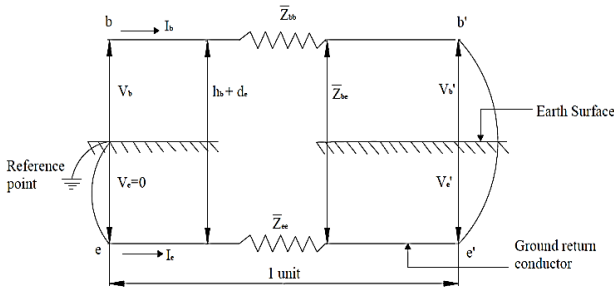 b
I_b
Z̅_bb
b'
V_b
h_b + d_e
Z̅_be
V_b'
Earth Surface
Reference
point
V_e=0
V_e'
e
I_e
Z̅_ee
e'
Ground return
conductor
1 unit